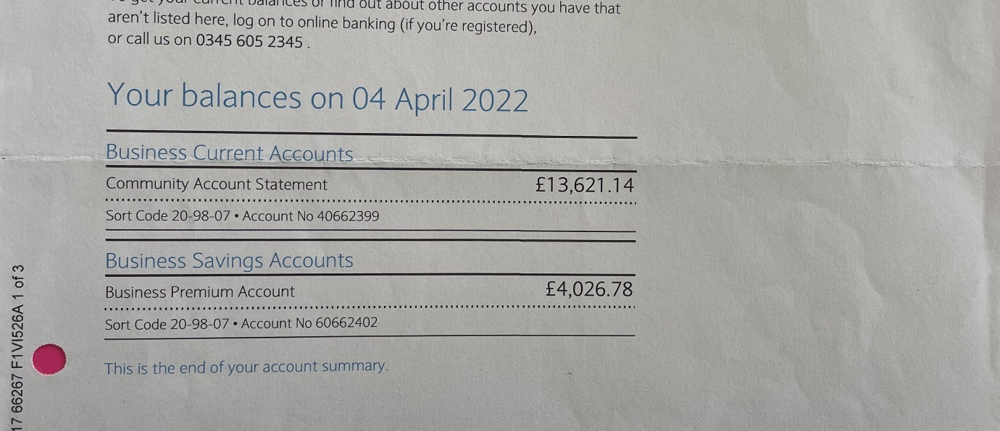 To get your current balances or find out about other accounts you have that
aren't listed here, log on to online banking (if you're registered),
or call us on 0345 605 2345 .
Your balances on 04 April 2022
Business Current Accounts
Community Account Statement £13,621.14
Sort Code 20-98-07 • Account No 40662399
Business Savings Accounts
Business Premium Account £4,026.78
Sort Code 20-98-07 • Account No 60662402
This is the end of your account summary.
17 66267 F1VI526A 1 of 3